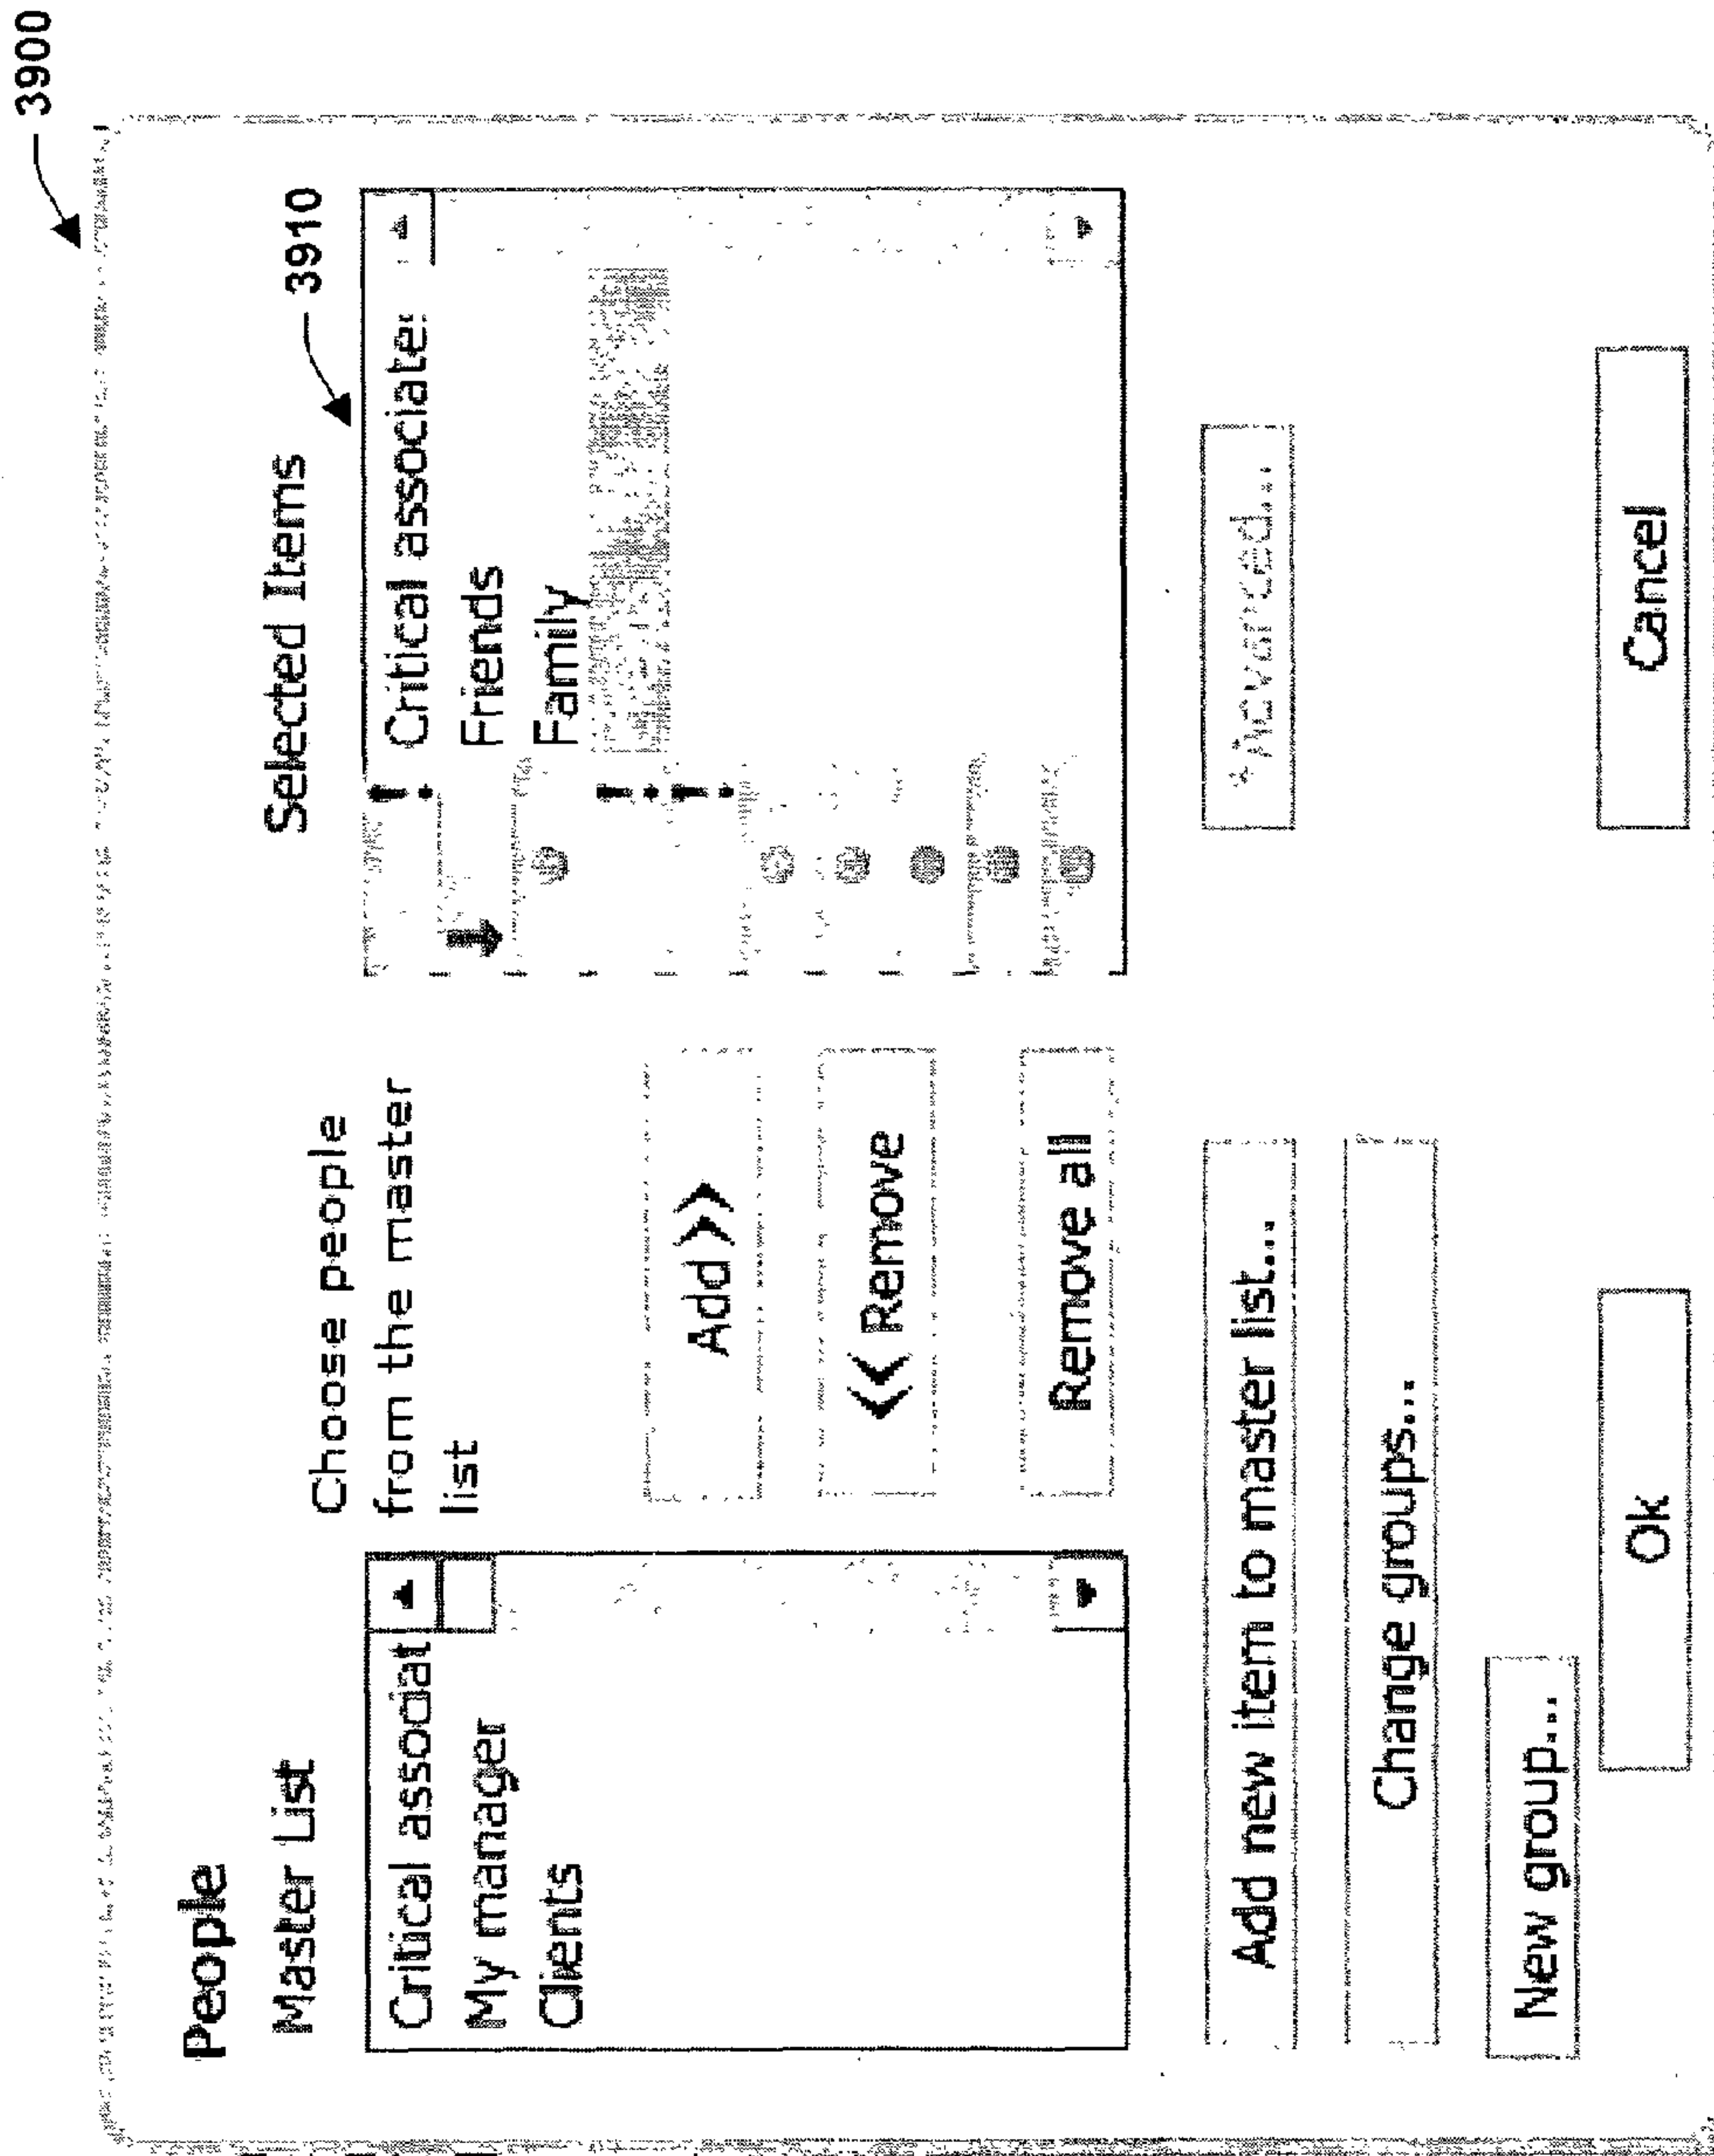 3900
People
Master List
Choose people
from the master
list
Selected Items
3910
Critical associat
My manager
Clients
Add >>
<< Remove
Remove all
Critical associate
Friends
Family
Add new item to master list...
*Advanced...
Change groups...
New group...
Ok
Cancel